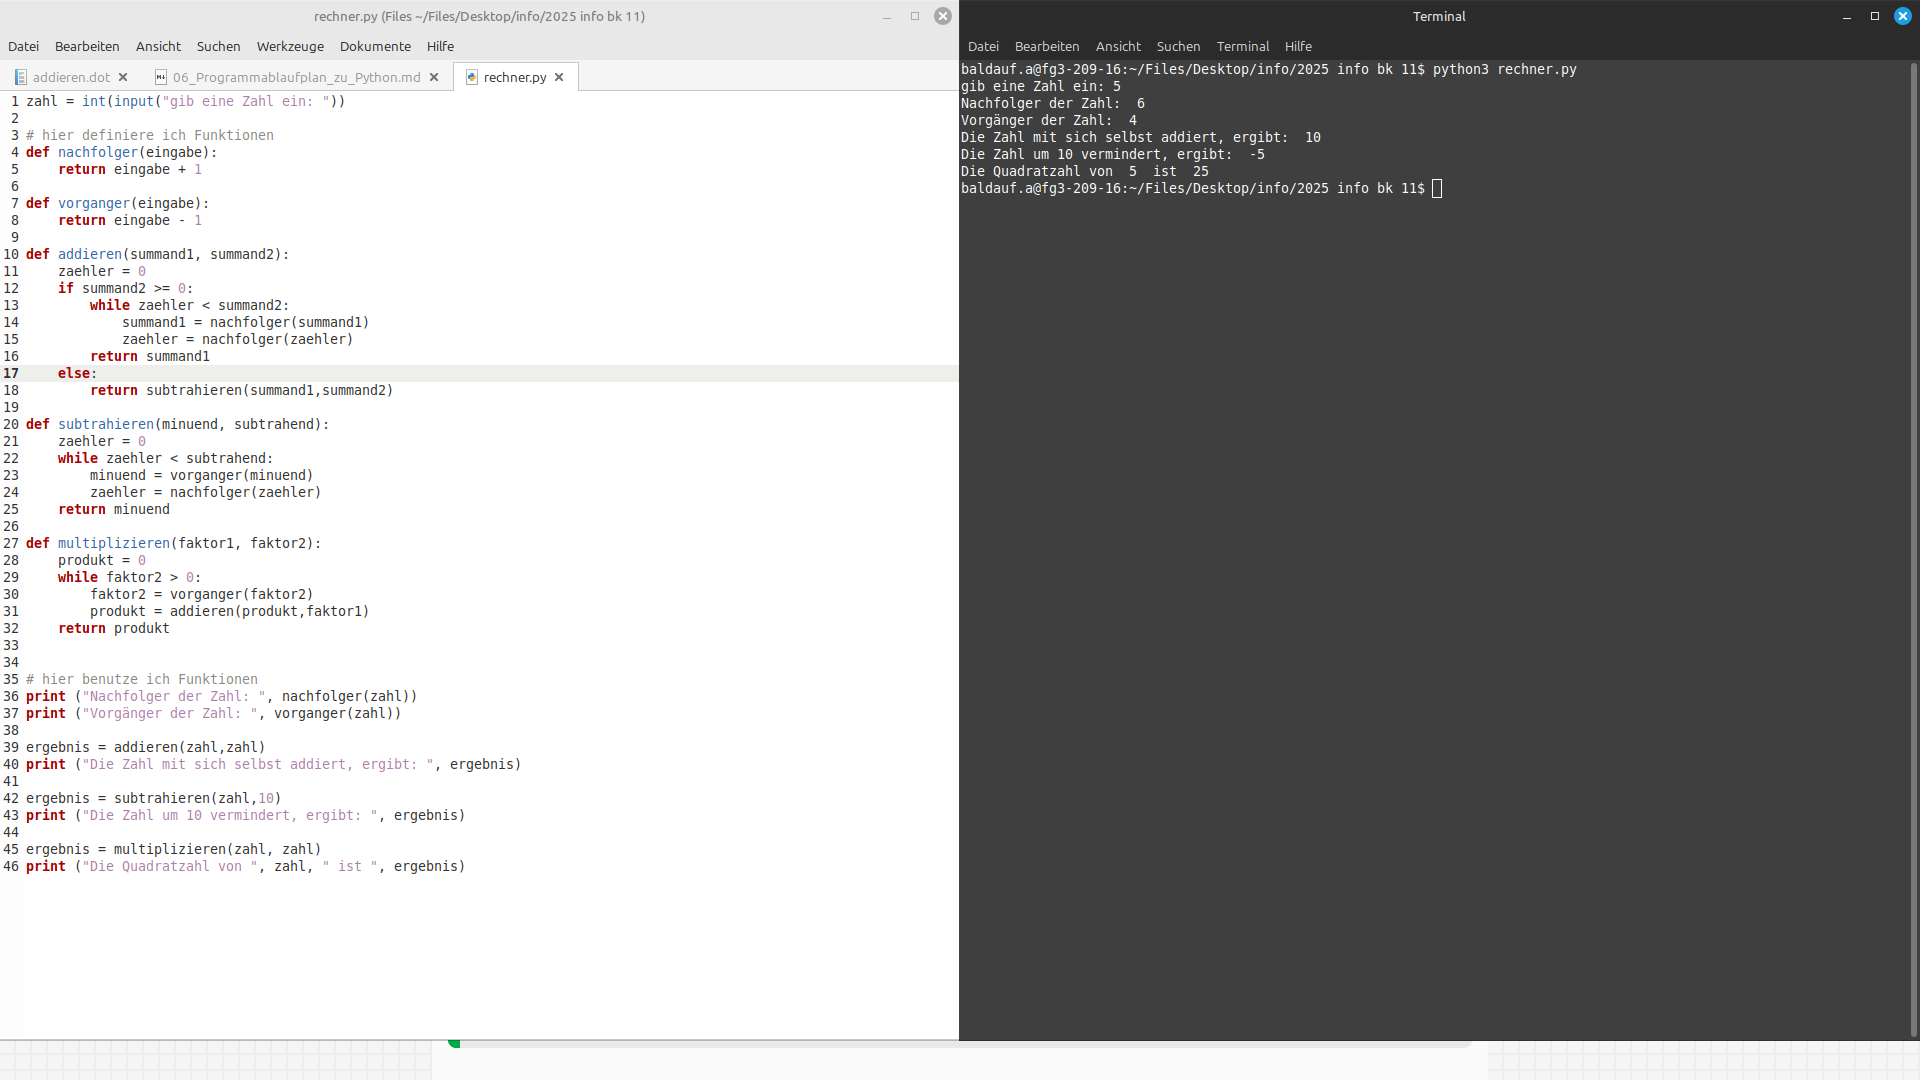 rechner.py (Files ~/Files/Desktop/info/2025 info bk 11)
Datei Bearbeiten Ansicht Suchen Werkzeuge Dokumente Hilfe
addieren.dot 06_Programmablaufplan_zu_Python.md rechner.py
1 zahl = int(input("gib eine Zahl ein: "))
2
3 # hier definiere ich Funktionen
4 def nachfolger(eingabe):
5     return eingabe + 1
6
7 def vorganger(eingabe):
8     return eingabe - 1
9
10 def addieren(summand1, summand2):
11     zaehler = 0
12     if summand2 >= 0:
13         while zaehler < summand2:
14             summand1 = nachfolger(summand1)
15             zaehler = nachfolger(zaehler)
16         return summand1
17     else:
18         return subtrahieren(summand1,summand2)
19
20 def subtrahieren(minuend, subtrahend):
21     zaehler = 0
22     while zaehler < subtrahend:
23         minuend = vorganger(minuend)
24         zaehler = nachfolger(zaehler)
25     return minuend
26
27 def multiplizieren(faktor1, faktor2):
28     produkt = 0
29     while faktor2 > 0:
30         faktor2 = vorganger(faktor2)
31         produkt = addieren(produkt,faktor1)
32     return produkt
33
34
35 # hier benutze ich Funktionen
36 print ("Nachfolger der Zahl: ", nachfolger(zahl))
37 print ("Vorgänger der Zahl: ", vorganger(zahl))
38
39 ergebnis = addieren(zahl,zahl)
40 print ("Die Zahl mit sich selbst addiert, ergibt: ", ergebnis)
41
42 ergebnis = subtrahieren(zahl,10)
43 print ("Die Zahl um 10 vermindert, ergibt: ", ergebnis)
44
45 ergebnis = multiplizieren(zahl, zahl)
46 print ("Die Quadratzahl von ", zahl, " ist ", ergebnis)
Terminal
Datei Bearbeiten Ansicht Suchen Terminal Hilfe
baldauf.a@fg3-209-16:~/Files/Desktop/info/2025 info bk 11$ python3 rechner.py
gib eine Zahl ein: 5
Nachfolger der Zahl:  6
Vorgänger der Zahl:  4
Die Zahl mit sich selbst addiert, ergibt:  10
Die Zahl um 10 vermindert, ergibt:  -5
Die Quadratzahl von  5  ist  25
baldauf.a@fg3-209-16:~/Files/Desktop/info/2025 info bk 11$